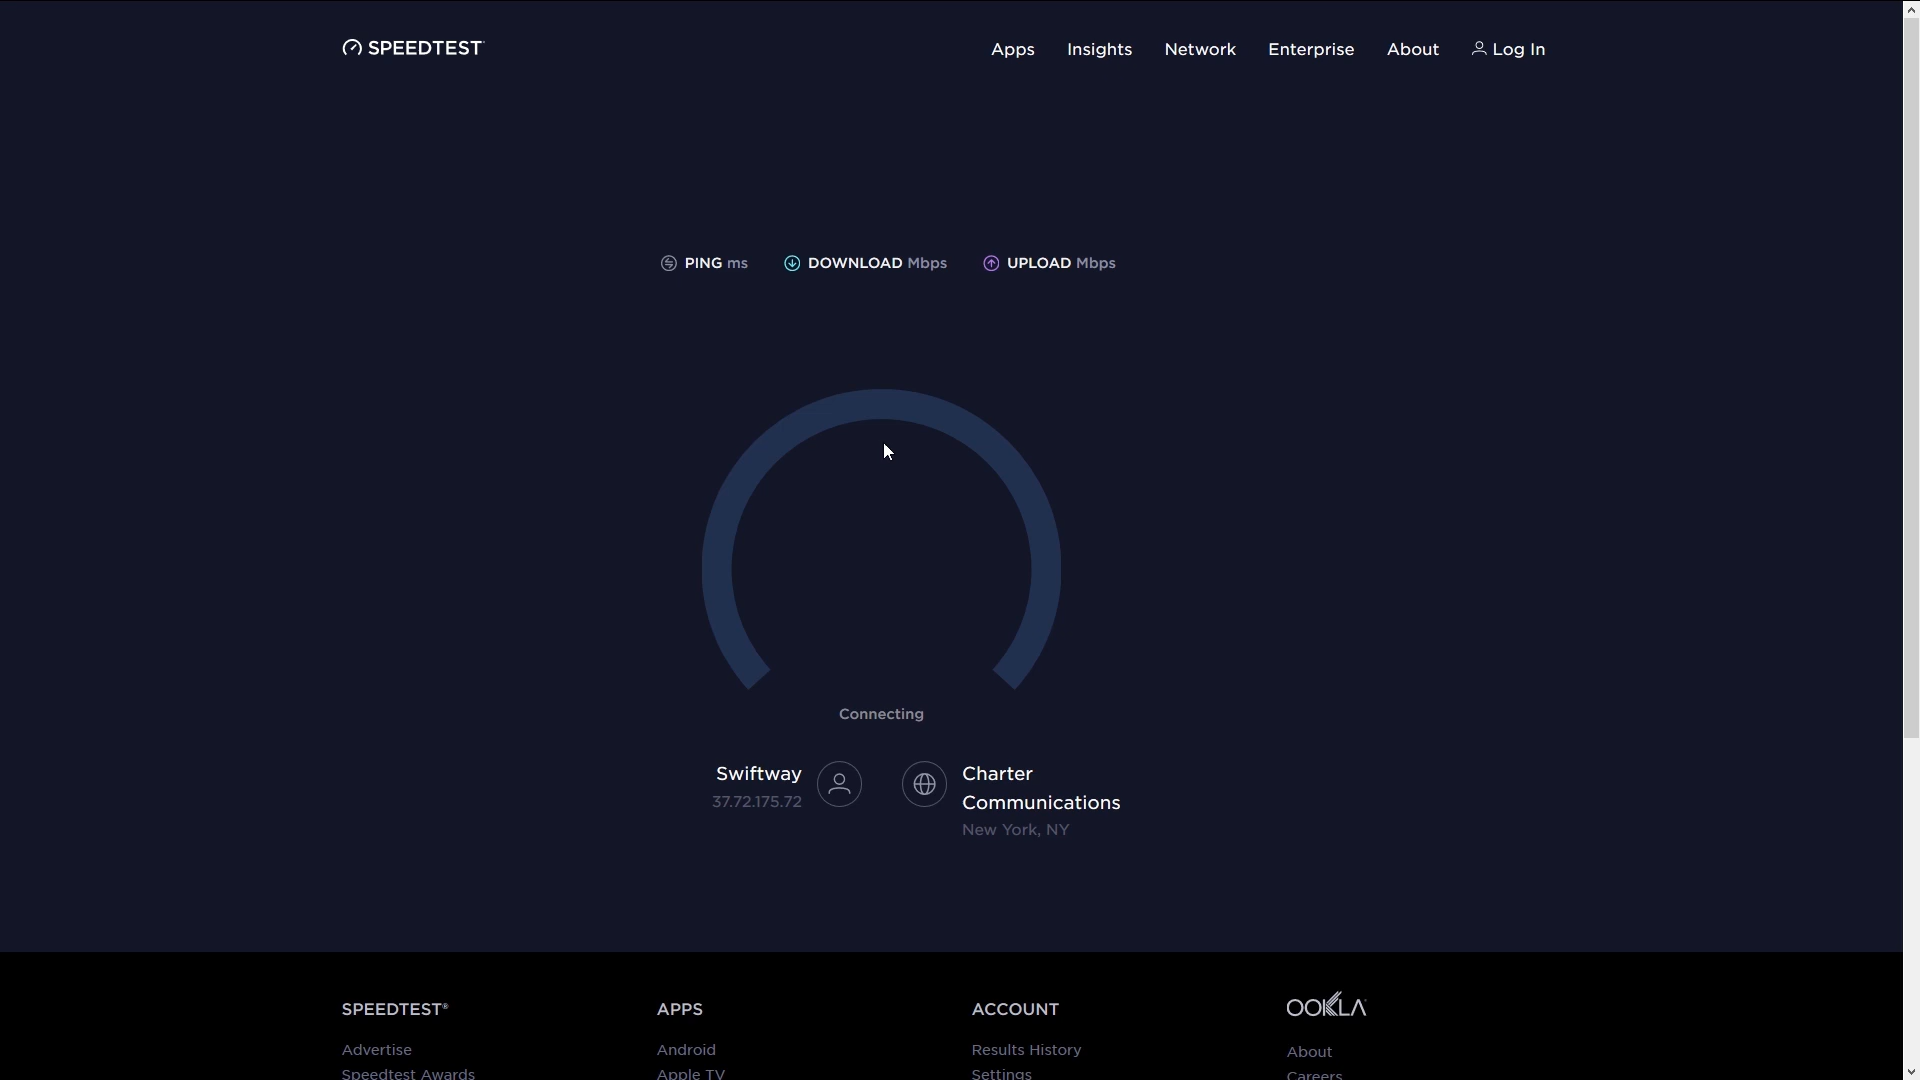 SPEEDTEST
Apps Insights Network Enterprise About Log In
PING ms DOWNLOAD Mbps UPLOAD Mbps
Connecting
Swiftway
37.72.175.72
Charter
Communications
New York, NY
SPEEDTEST®
Advertise
Speedtest Awards
APPS
Android
Apple TV
ACCOUNT
Results History
Settings
OOKLA
About
Careers